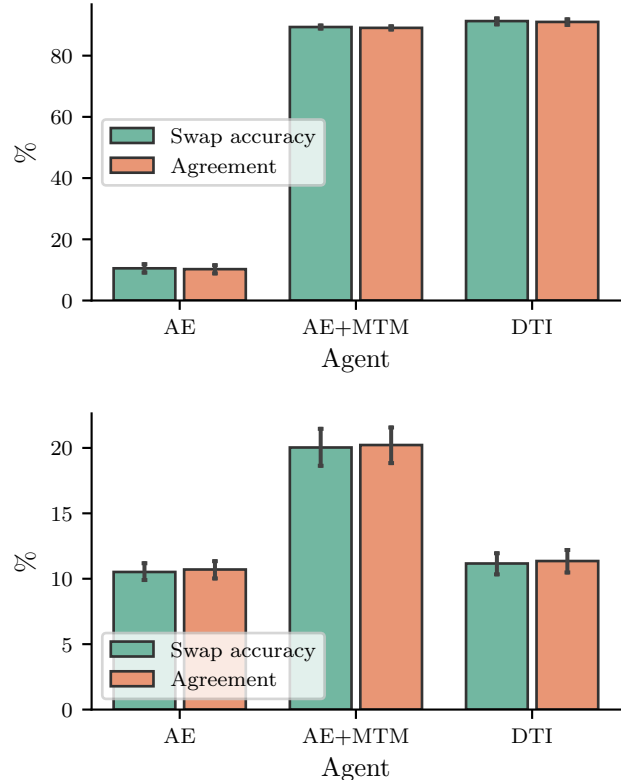 80
60
40
20
0
%
Swap accuracy
Agreement
AE
AE+MTM
DTI
Agent
20
15
10
5
0
%
Swap accuracy
Agreement
AE
AE+MTM
DTI
Agent